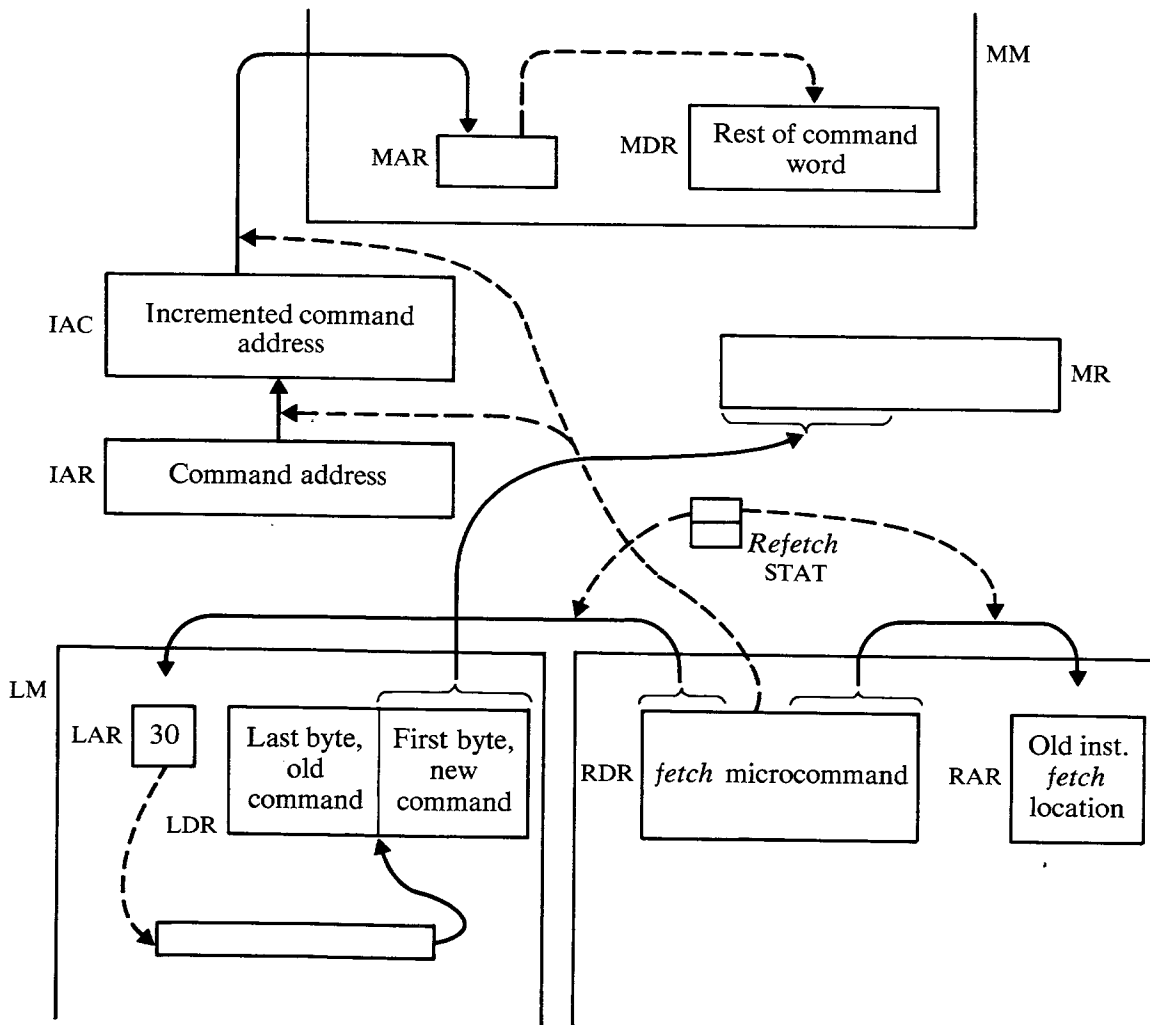 MM
MAR
MDR
Rest of command
word
IAC
Incremented command
address
MR
IAR
Command address
Refetch
STAT
LM
LAR
30
Last byte,
old
command
First byte,
new
command
LDR
RDR
fetch microcommand
RAR
Old inst.
fetch
location